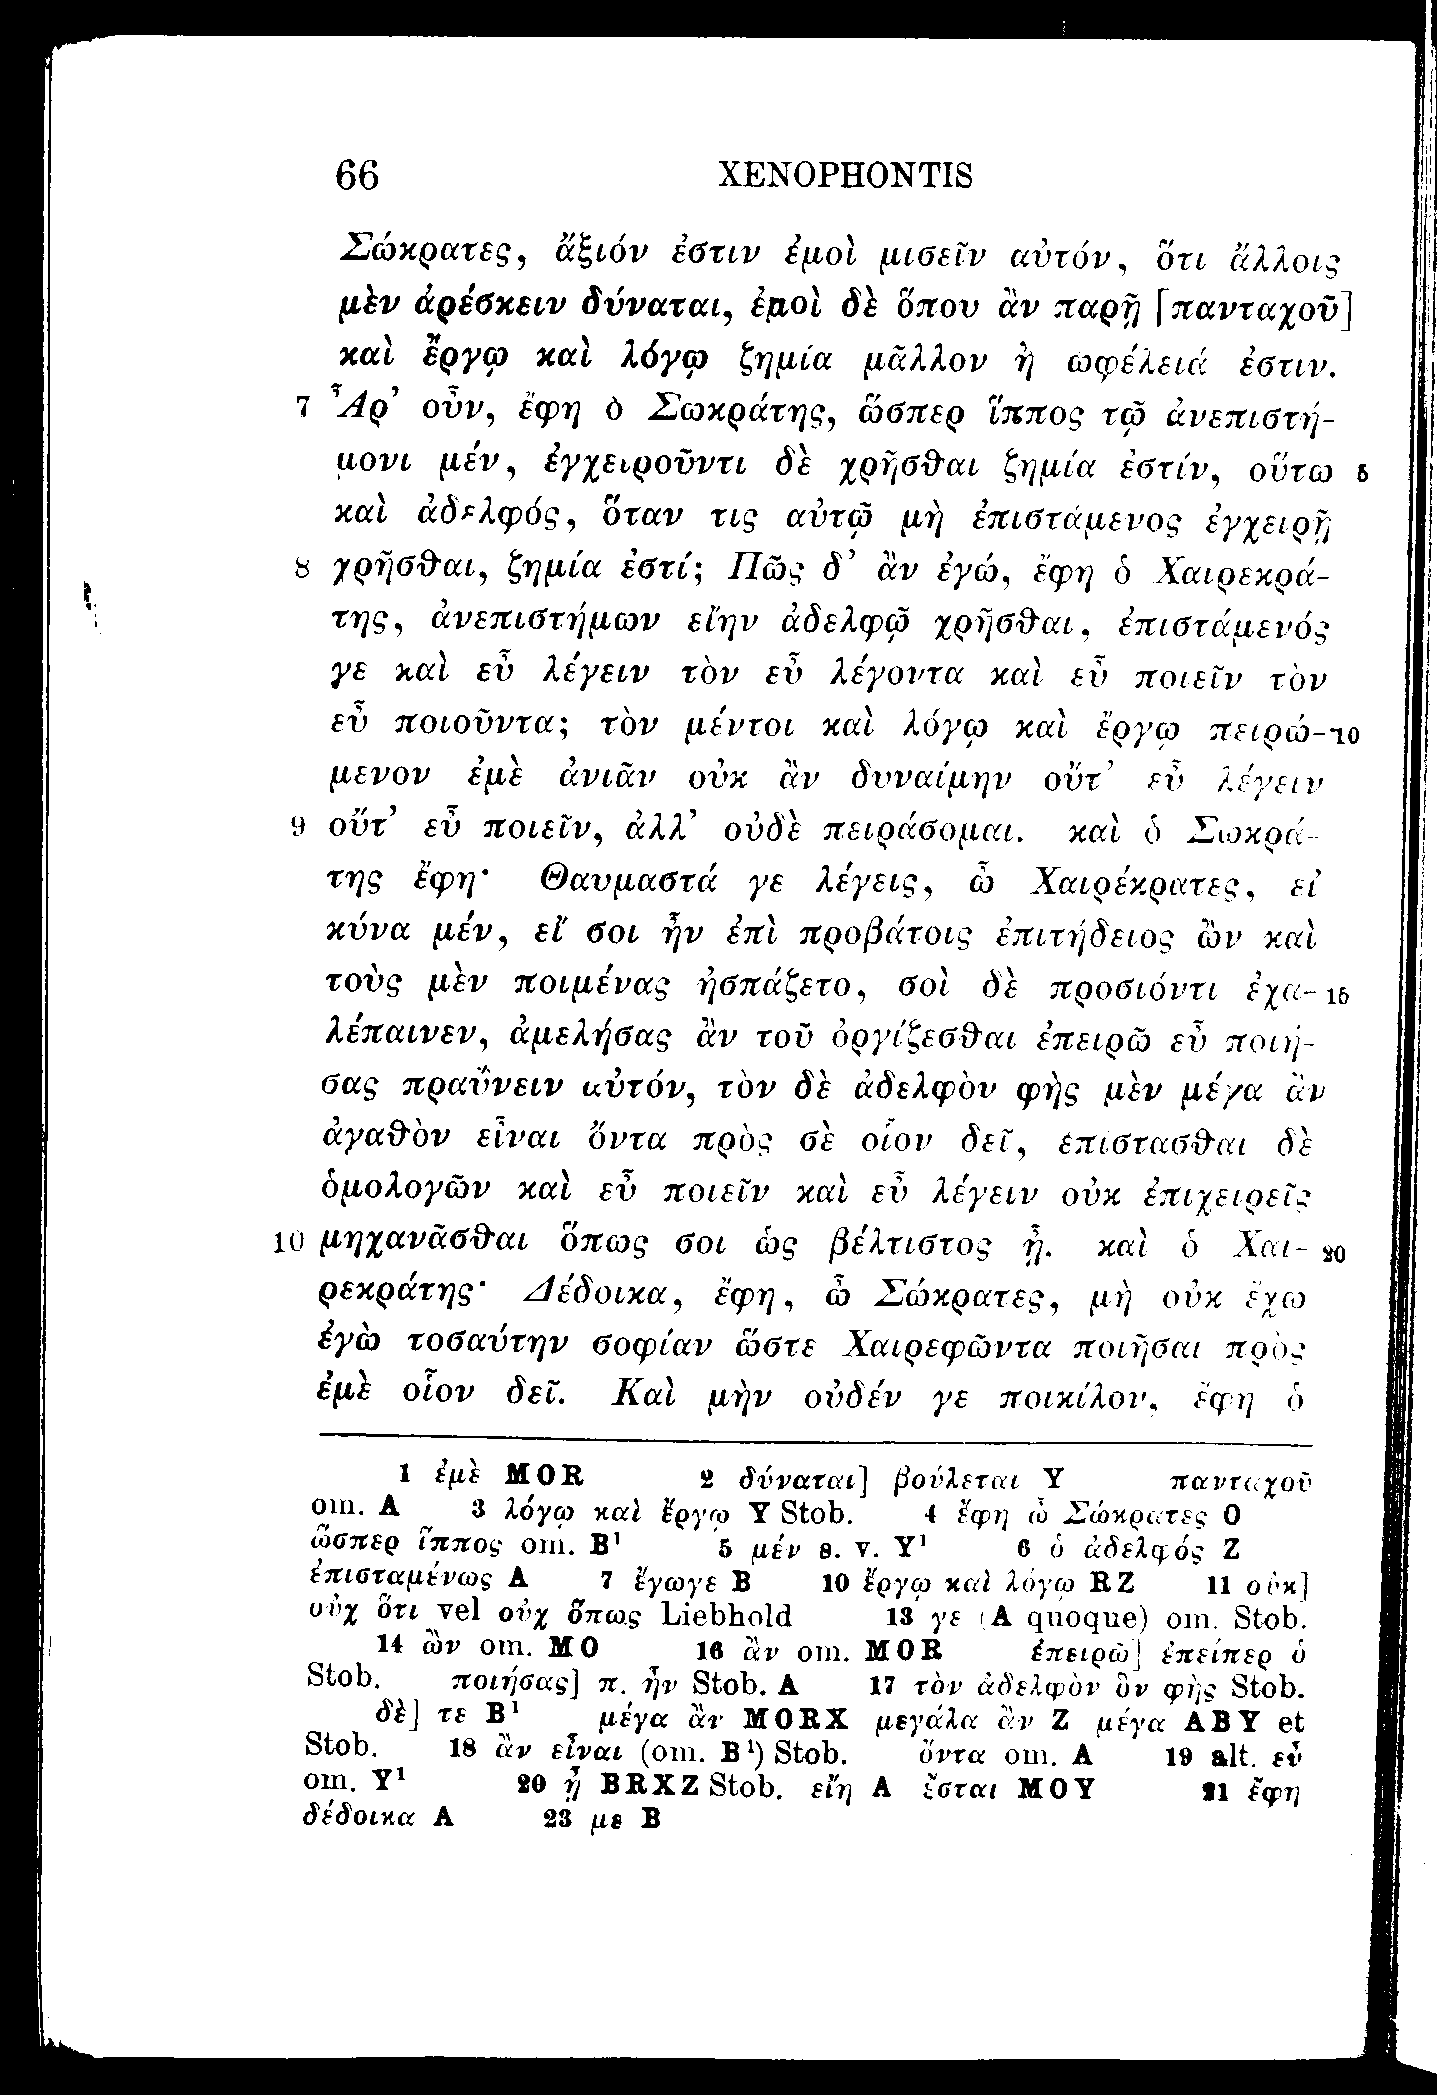 66 XENOPHONTIS
Σώκρατες, ἄξιόν ἐστιν ἐμοὶ μισεῖν αὐτόν, ὅτι ἄλλοις
μὲν ἀρέσκειν δύναται, ἐμοὶ δὲ ὅπου ἂν παρῇ [πανταχοῦ]
καὶ ἔργῳ καὶ λόγῳ ζημία μᾶλλον ἢ ὠφέλειά ἐστιν.
7 Ἆρ’ οὖν, ἔφη ὁ Σωκράτης, ὥσπερ ἵππος τῷ ἀνεπιστή-
μονι μέν, ἐγχειροῦντι δὲ χρῆσθαι ζημία ἐστίν, οὕτω 5
καὶ ἀδελφός, ὅταν τις αὐτῷ μὴ ἐπιστάμενος ἐγχειρῇ
8 χρῆσθαι, ζημία ἐστί; Πῶς δ’ ἂν ἐγώ, ἔφη ὁ Χαιρεκρά-
της, ἀνεπιστήμων εἴην ἀδελφῷ χρῆσθαι, ἐπιστάμενός
γε καὶ εὖ λέγειν τὸν εὖ λέγοντα καὶ εὖ ποιεῖν τὸν
εὖ ποιοῦντα; τὸν μέντοι καὶ λόγῳ καὶ ἔργῳ πειρώ- 10
μενον ἐμὲ ἀνιᾶν οὐκ ἂν δυναίμην οὔτ’ εὖ λέγειν
9 οὔτ’ εὖ ποιεῖν, ἀλλ’ οὐδὲ πειράσομαι. καὶ ὁ Σωκρά-
της ἔφη· Θαυμαστά γε λέγεις, ὦ Χαιρέκρατες, εἰ
κύνα μέν, εἴ σοι ἦν ἐπὶ προβάτοις ἐπιτήδειος ὢν καὶ
τοὺς μὲν ποιμένας ἠσπάζετο, σοὶ δὲ προσιόντι ἐχα- 15
λέπαινεν, ἀμελήσας ἂν τοῦ ὀργίζεσθαι ἐπειρῶ εὖ ποιή-
σας πραΰνειν αὐτόν, τὸν δὲ ἀδελφὸν φῂς μὲν μέγα ἂν
ἀγαθὸν εἶναι ὄντα πρὸς σὲ οἷον δεῖ, ἐπίστασθαι δὲ
ὁμολογῶν καὶ εὖ ποιεῖν καὶ εὖ λέγειν οὐκ ἐπιχειρεῖς
10 μηχανᾶσθαι ὅπως σοι ὡς βέλτιστος ᾖ. καὶ ὁ Χαι- 20
ρεκράτης· Δέδοικα, ἔφη, ὦ Σώκρατες, μὴ οὐκ ἔχω
ἐγὼ τοσαύτην σοφίαν ὥστε Χαιρεφῶντα ποιῆσαι πρὸς
ἐμὲ οἷον δεῖ. Καὶ μὴν οὐδέν γε ποικίλον, ἔφη ὁ
1 ἐμὲ MOR 2 δύναται] βούλεται Y πανταχοῦ
om. A 3 λόγῳ καὶ ἔργῳ Y Stob. 4 ἔφη ὦ Σώκρατες O
ὥσπερ ἵππος om. B¹ 5 μέν s. v. Y¹ 6 ὁ ἀδελφός Z
ἐπισταμένως A 7 ἔγωγε B 10 ἔργῳ καὶ λόγῳ RZ 11 οὐκ]
οὐχ ὅτι vel οὐχ ὅπως Liebhold 13 γε (A quoque) om. Stob.
14 ὢν om. MO 16 ἂν om. MOR ἐπειρῶ] ἐπείπερ ὁ
Stob. ποιήσας] π. ἦν Stob. A 17 τὸν ἀδελφὸν ὃν φῂς Stob.
δὲ] τε B¹ μέγα ἂν MORX μεγάλα ἂν Z μέγα ABY et
Stob. 18 ἂν εἶναι (om. B¹) Stob. ὄντα om. A 19 alt. εὖ
om. Y¹ 20 ᾖ BRXZ Stob. εἴη A ἔσται MOY 21 ἔφη
δέδοικα A 23 με B